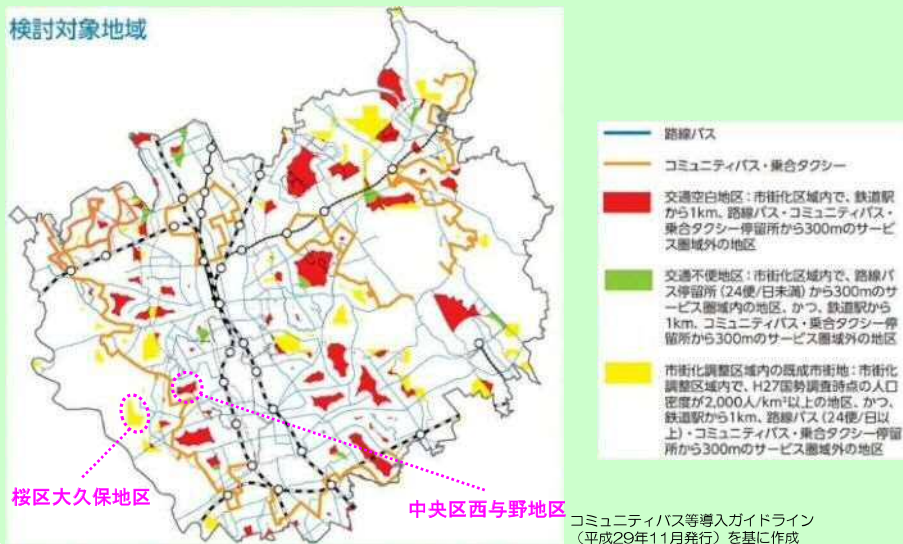 検討対象地域
路線バス
コミュニティバス・乗合タクシー
交通空白地区：市街化区域内で、鉄道駅
から1km、路線バス・コミュニティバス・
乗合タクシー停留所から300mのサービ
ス圏域外の地区
交通不便地区：市街化区域内で、路線バ
ス停留所（24便/日未満）から300mのサ
ービス圏域内の地区、かつ、鉄道駅から
1km、コミュニティバス・乗合タクシー停
留所から300mのサービス圏域外の地区
市街化調整区域内の既成市街地：市街化
調整区域内で、H27国勢調査時点の人口
密度が2,000人/km²以上の地区、かつ、
鉄道駅から1km、路線バス（24便/日以
上）・コミュニティバス・乗合タクシー停留
所から300mのサービス圏域外の地区
桜区大久保地区
中央区西与野地区
コミュニティバス等導入ガイドライン
（平成29年11月発行）を基に作成